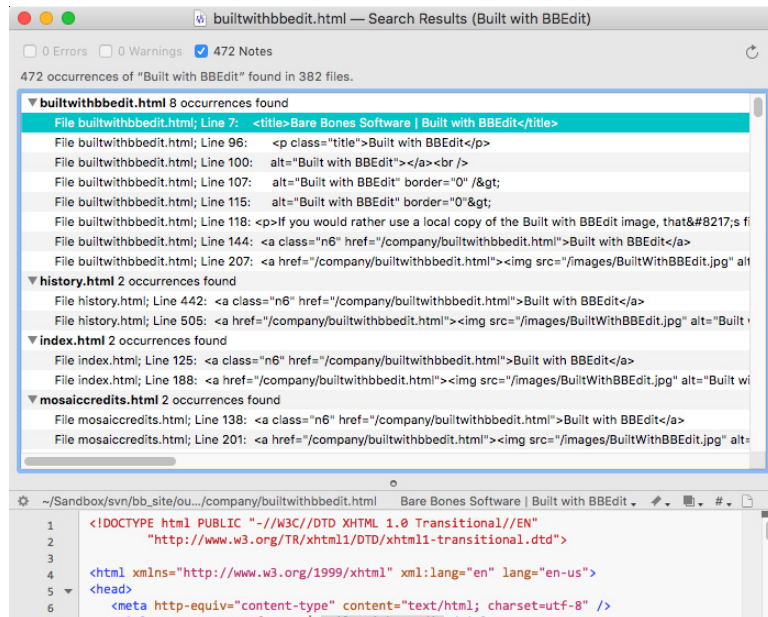 builtwithbbedit.html — Search Results (Built with BBEdit)
0 Errors 0 Warnings 472 Notes
472 occurrences of "Built with BBEdit" found in 382 files.
builtwithbbedit.html 8 occurrences found
File builtwithbbedit.html; Line 7: <title>Bare Bones Software | Built with BBEdit</title>
File builtwithbbedit.html; Line 96: <p class="title">Built with BBEdit</p>
File builtwithbbedit.html; Line 100: alt="Built with BBEdit"></a><br />
File builtwithbbedit.html; Line 107: alt="Built with BBEdit" border="0" /&gt;
File builtwithbbedit.html; Line 115: alt="Built with BBEdit" border="0"&gt;
File builtwithbbedit.html; Line 118: <p>If you would rather use a local copy of the Built with BBEdit image, that&#8217;s fi
File builtwithbbedit.html; Line 144: <a class="n6" href="/company/builtwithbbedit.html">Built with BBEdit</a>
File builtwithbbedit.html; Line 207: <a href="/company/builtwithbbedit.html"><img src="/images/BuiltWithBBEdit.jpg" alt
history.html 2 occurrences found
File history.html; Line 442: <a class="n6" href="/company/builtwithbbedit.html">Built with BBEdit</a>
File history.html; Line 505: <a href="/company/builtwithbbedit.html"><img src="/images/BuiltWithBBEdit.jpg" alt="Built
index.html 2 occurrences found
File index.html; Line 125: <a class="n6" href="/company/builtwithbbedit.html">Built with BBEdit</a>
File index.html; Line 188: <a href="/company/builtwithbbedit.html"><img src="/images/BuiltWithBBEdit.jpg" alt="Built wi
mosaiccredits.html 2 occurrences found
File mosaiccredits.html; Line 138: <a class="n6" href="/company/builtwithbbedit.html">Built with BBEdit</a>
File mosaiccredits.html; Line 201: <a href="/company/builtwithbbedit.html"><img src="/images/BuiltWithBBEdit.jpg" alt=
~/Sandbox/svn/bb_site/ou.../company/builtwithbbedit.html Bare Bones Software | Built with BBEdit #
1 <!DOCTYPE html PUBLIC "-//W3C//DTD XHTML 1.0 Transitional//EN"
2 "http://www.w3.org/TR/xhtml1/DTD/xhtml1-transitional.dtd">
3
4 <html xmlns="http://www.w3.org/1999/xhtml" xml:lang="en" lang="en-us">
5 <head>
6 <meta http-equiv="content-type" content="text/html; charset=utf-8" />